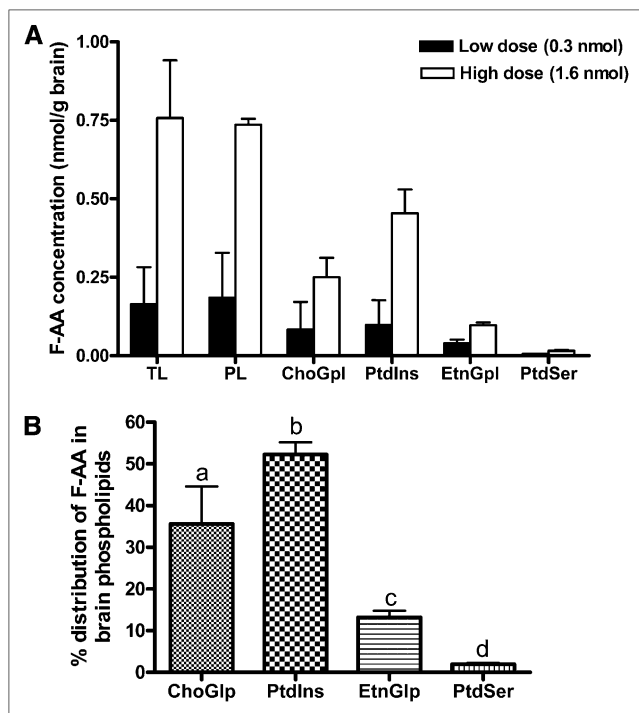 A
F-AA concentration (nmol/g brain)
1.00
0.75
0.50
0.25
0.00
Low dose (0.3 nmol)
High dose (1.6 nmol)
TL PL ChoGpl PtdIns EtnGpl PtdSer
B
% distribution of F-AA in
brain phospholipids
60
50
40
30
20
10
0
a
b
c
d
ChoGlp PtdIns EtnGlp PtdSer